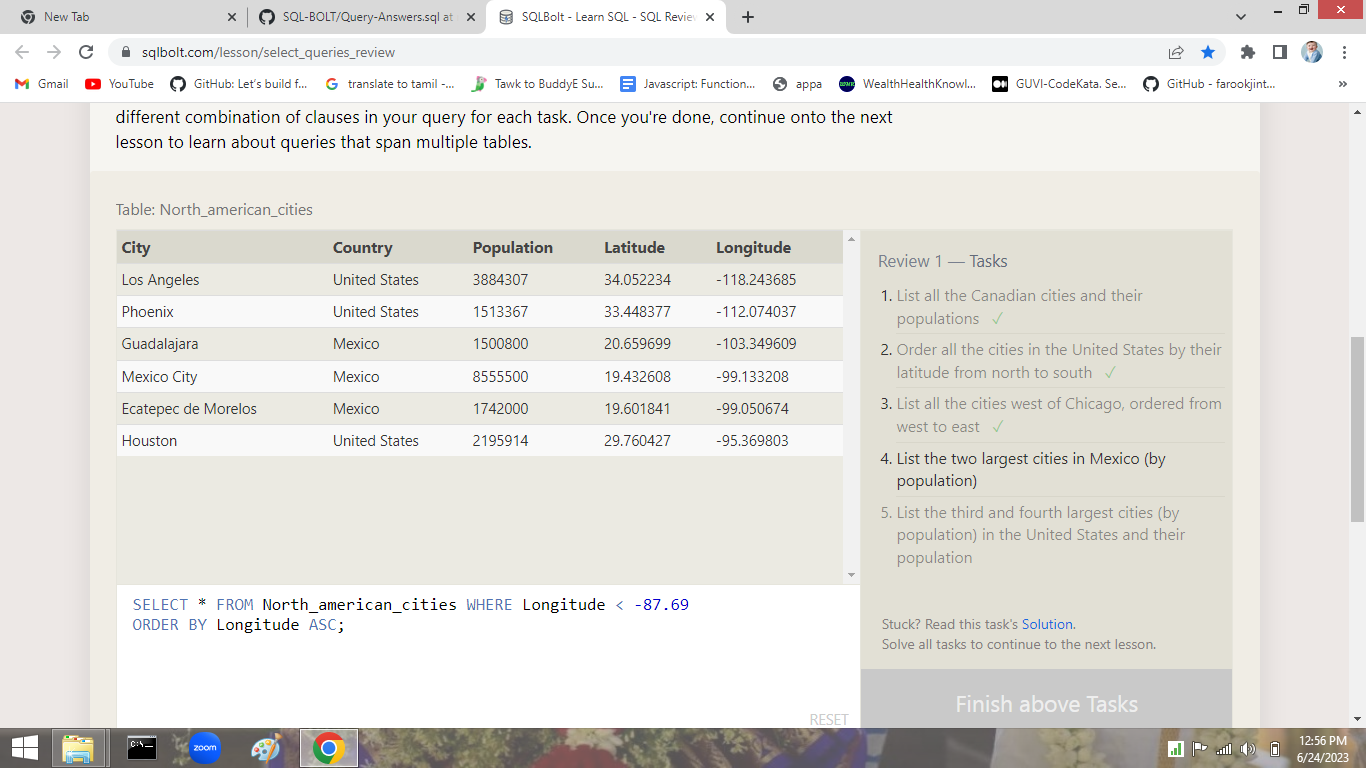 New Tab
SQL-BOLT/Query-Answers.sql at
SQLBolt - Learn SQL - SQL Review
sqlbolt.com/lesson/select_queries_review
Gmail
YouTube
GitHub: Let's build f...
translate to tamil -...
Tawk to BuddyE Su...
Javascript: Function...
appa
WealthHealthKnowl...
GUVI-CodeKata. Se...
GitHub - farookjint...
different combination of clauses in your query for each task. Once you're done, continue onto the next
lesson to learn about queries that span multiple tables.
Table: North_american_cities
City Country Population Latitude Longitude
Los Angeles United States 3884307 34.052234 -118.243685
Phoenix United States 1513367 33.448377 -112.074037
Guadalajara Mexico 1500800 20.659699 -103.349609
Mexico City Mexico 8555500 19.432608 -99.133208
Ecatepec de Morelos Mexico 1742000 19.601841 -99.050674
Houston United States 2195914 29.760427 -95.369803
SELECT * FROM North_american_cities WHERE Longitude < -87.69
ORDER BY Longitude ASC;
RESET
Review 1 — Tasks
1. List all the Canadian cities and their
populations ✓
2. Order all the cities in the United States by their
latitude from north to south ✓
3. List all the cities west of Chicago, ordered from
west to east ✓
4. List the two largest cities in Mexico (by
population)
5. List the third and fourth largest cities (by
population) in the United States and their
population
Stuck? Read this task's Solution.
Solve all tasks to continue to the next lesson.
Finish above Tasks
C:\_
zoom
12:56 PM
6/24/2023